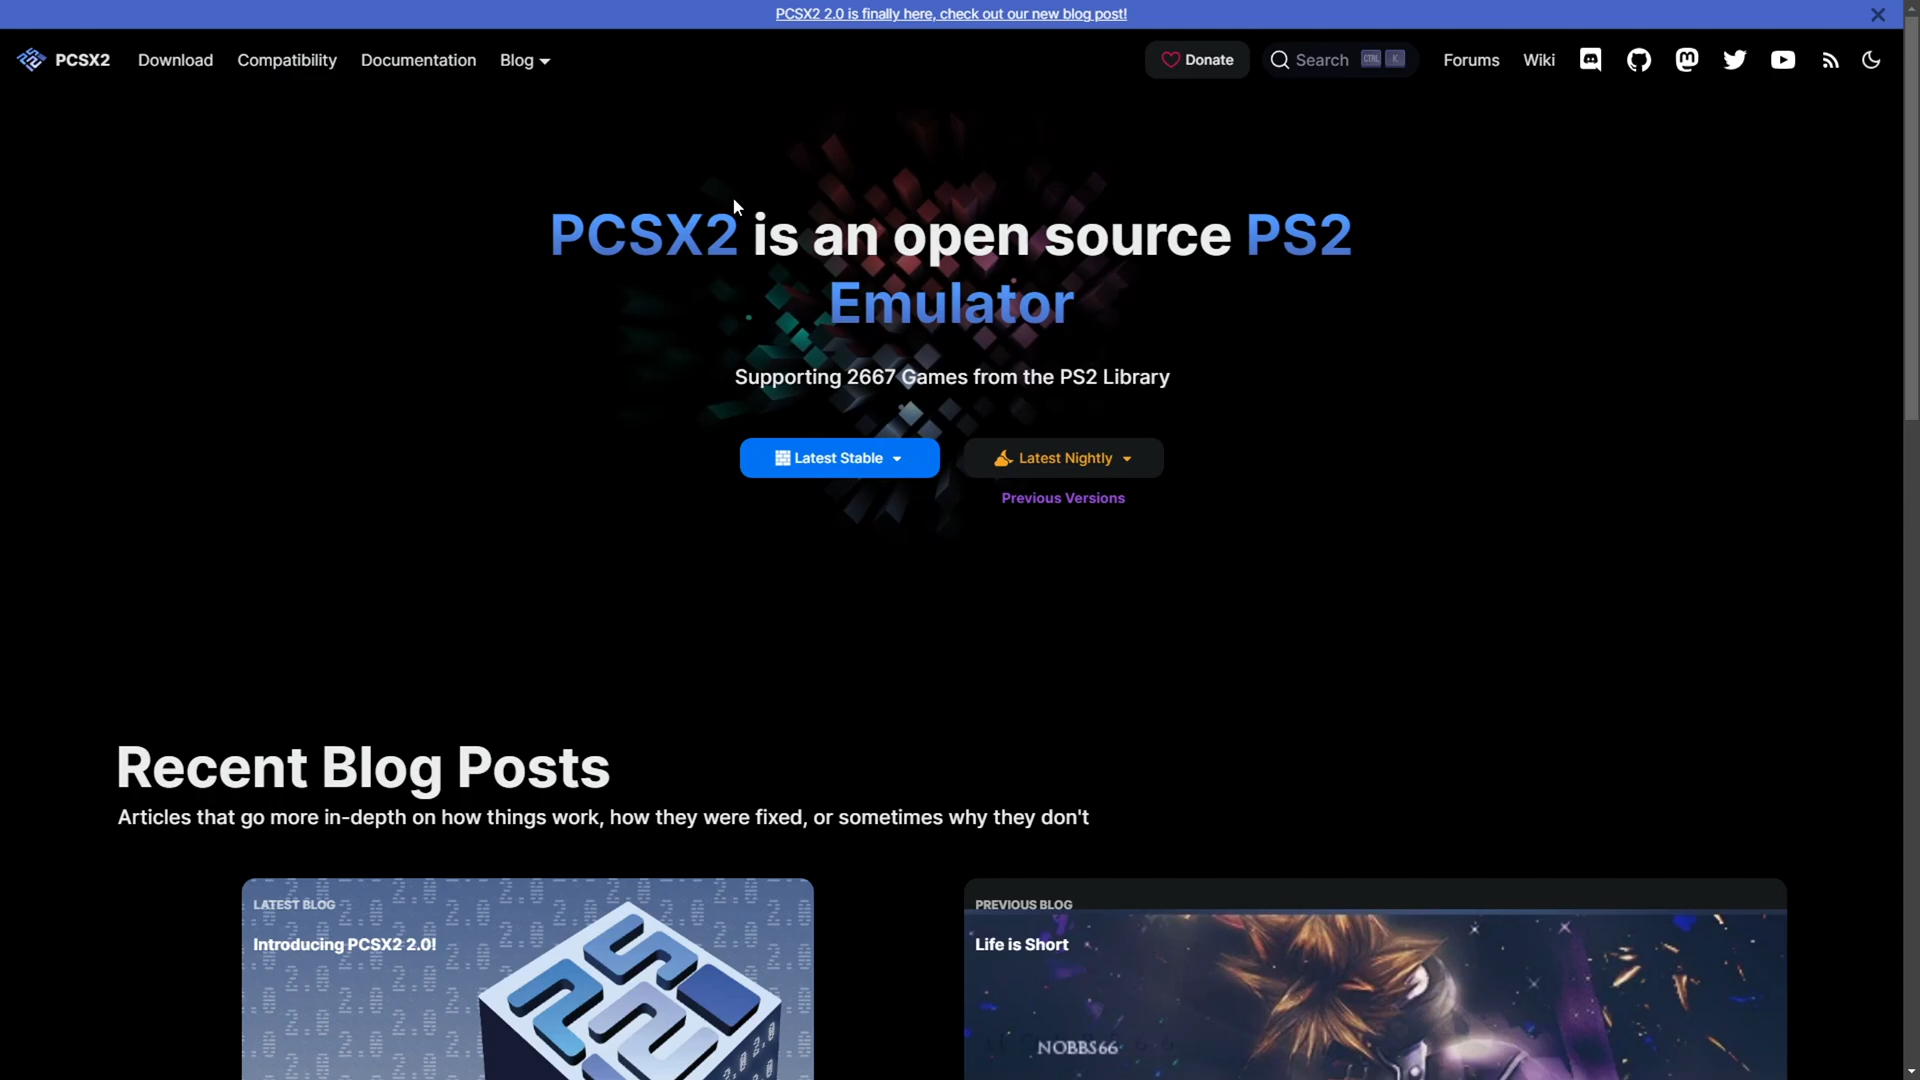 PCSX2 2.0 is finally here, check out our new blog post!
PCSX2 Download Compatibility Documentation Blog Donate Search CTRL K Forums Wiki
PCSX2 is an open source PS2
Emulator
Supporting 2667 Games from the PS2 Library
Latest Stable Latest Nightly
Previous Versions
Recent Blog Posts
Articles that go more in-depth on how things work, how they were fixed, or sometimes why they don't
LATEST BLOG
Introducing PCSX2 2.0!
PREVIOUS BLOG
Life is Short
NOBBS66